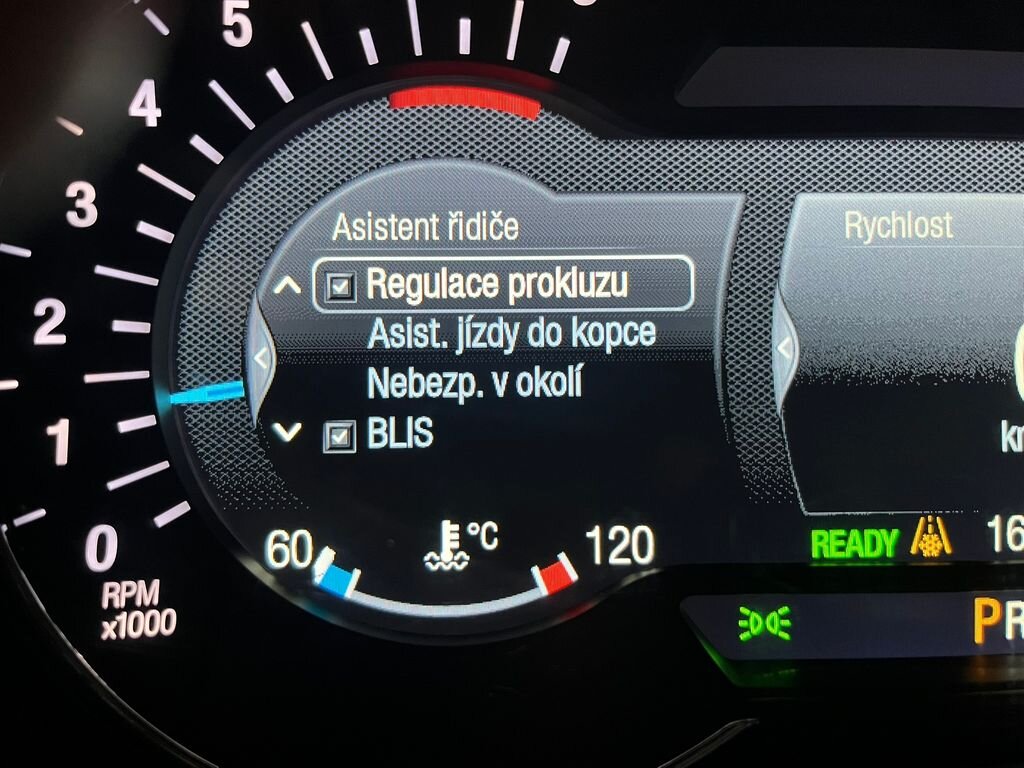 5
4
3
2
1
0
RPM
x1000
Asistent řidiče
Regulace prokluzu
Asist. jízdy do kopce
Nebezp. v okolí
BLIS
60
°C
120
Rychlost
READY
16
P